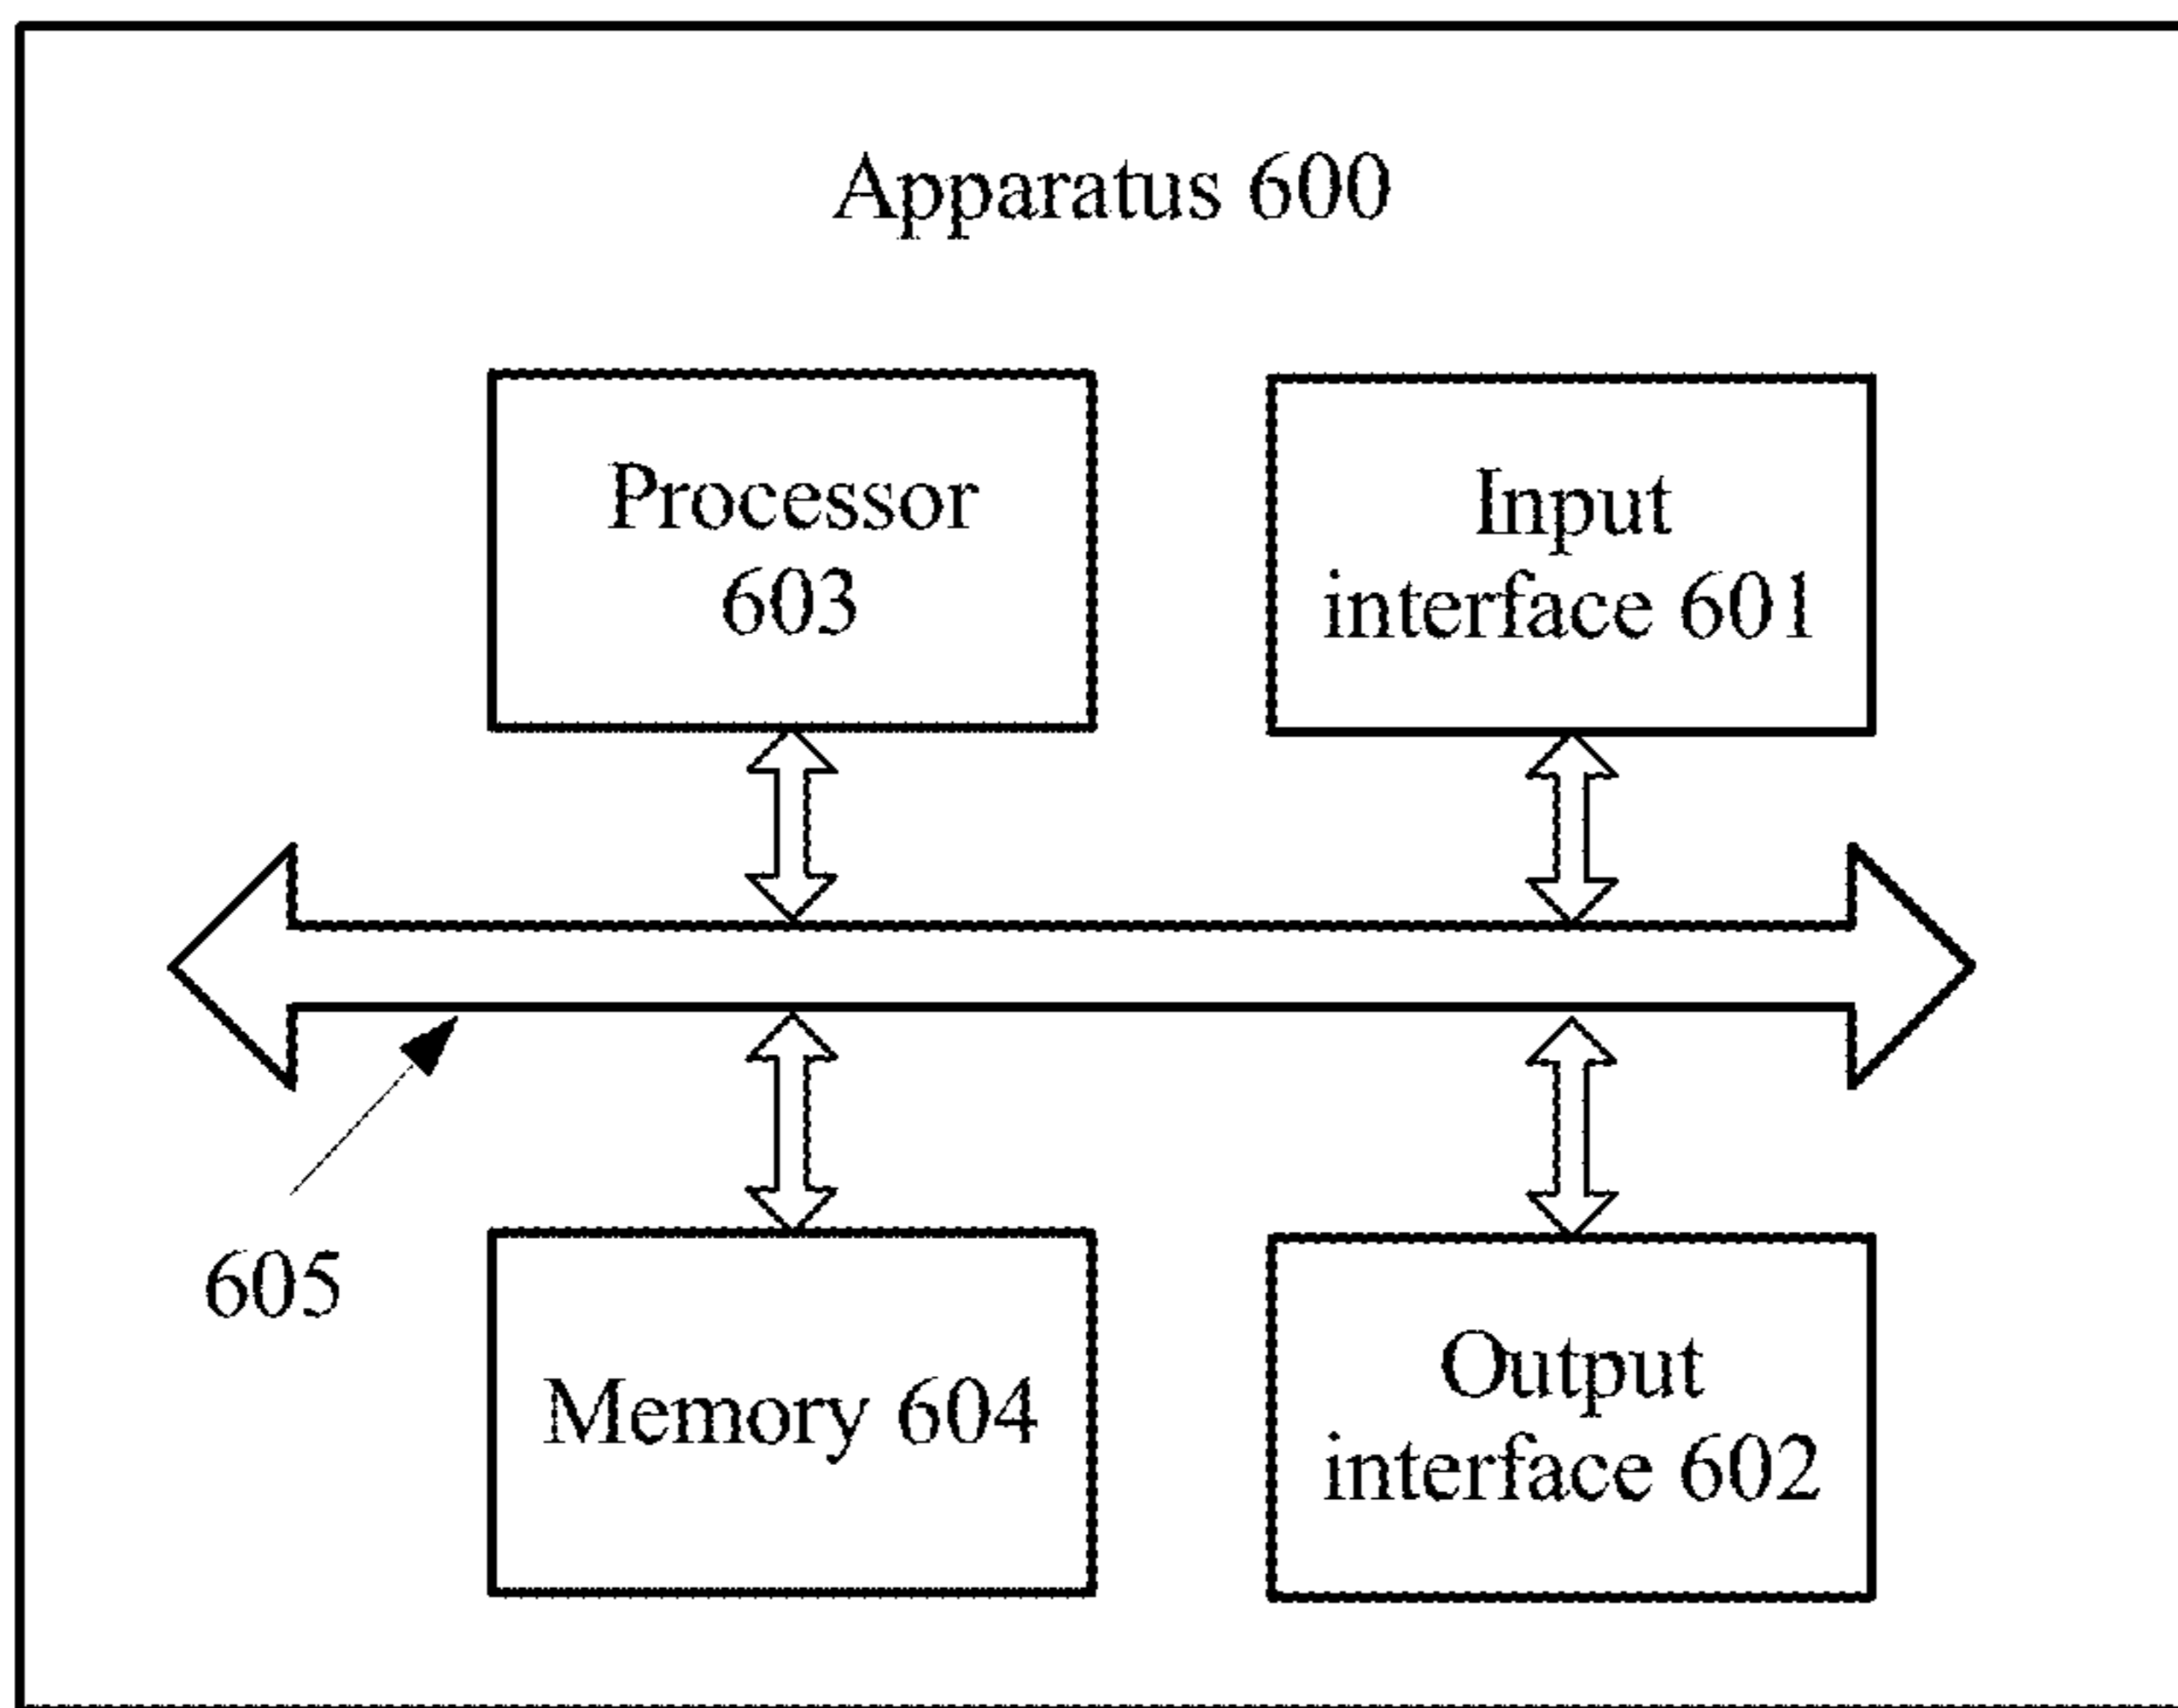 Apparatus 600
Processor
603
Input
interface 601
605
Memory 604
Output
interface 602